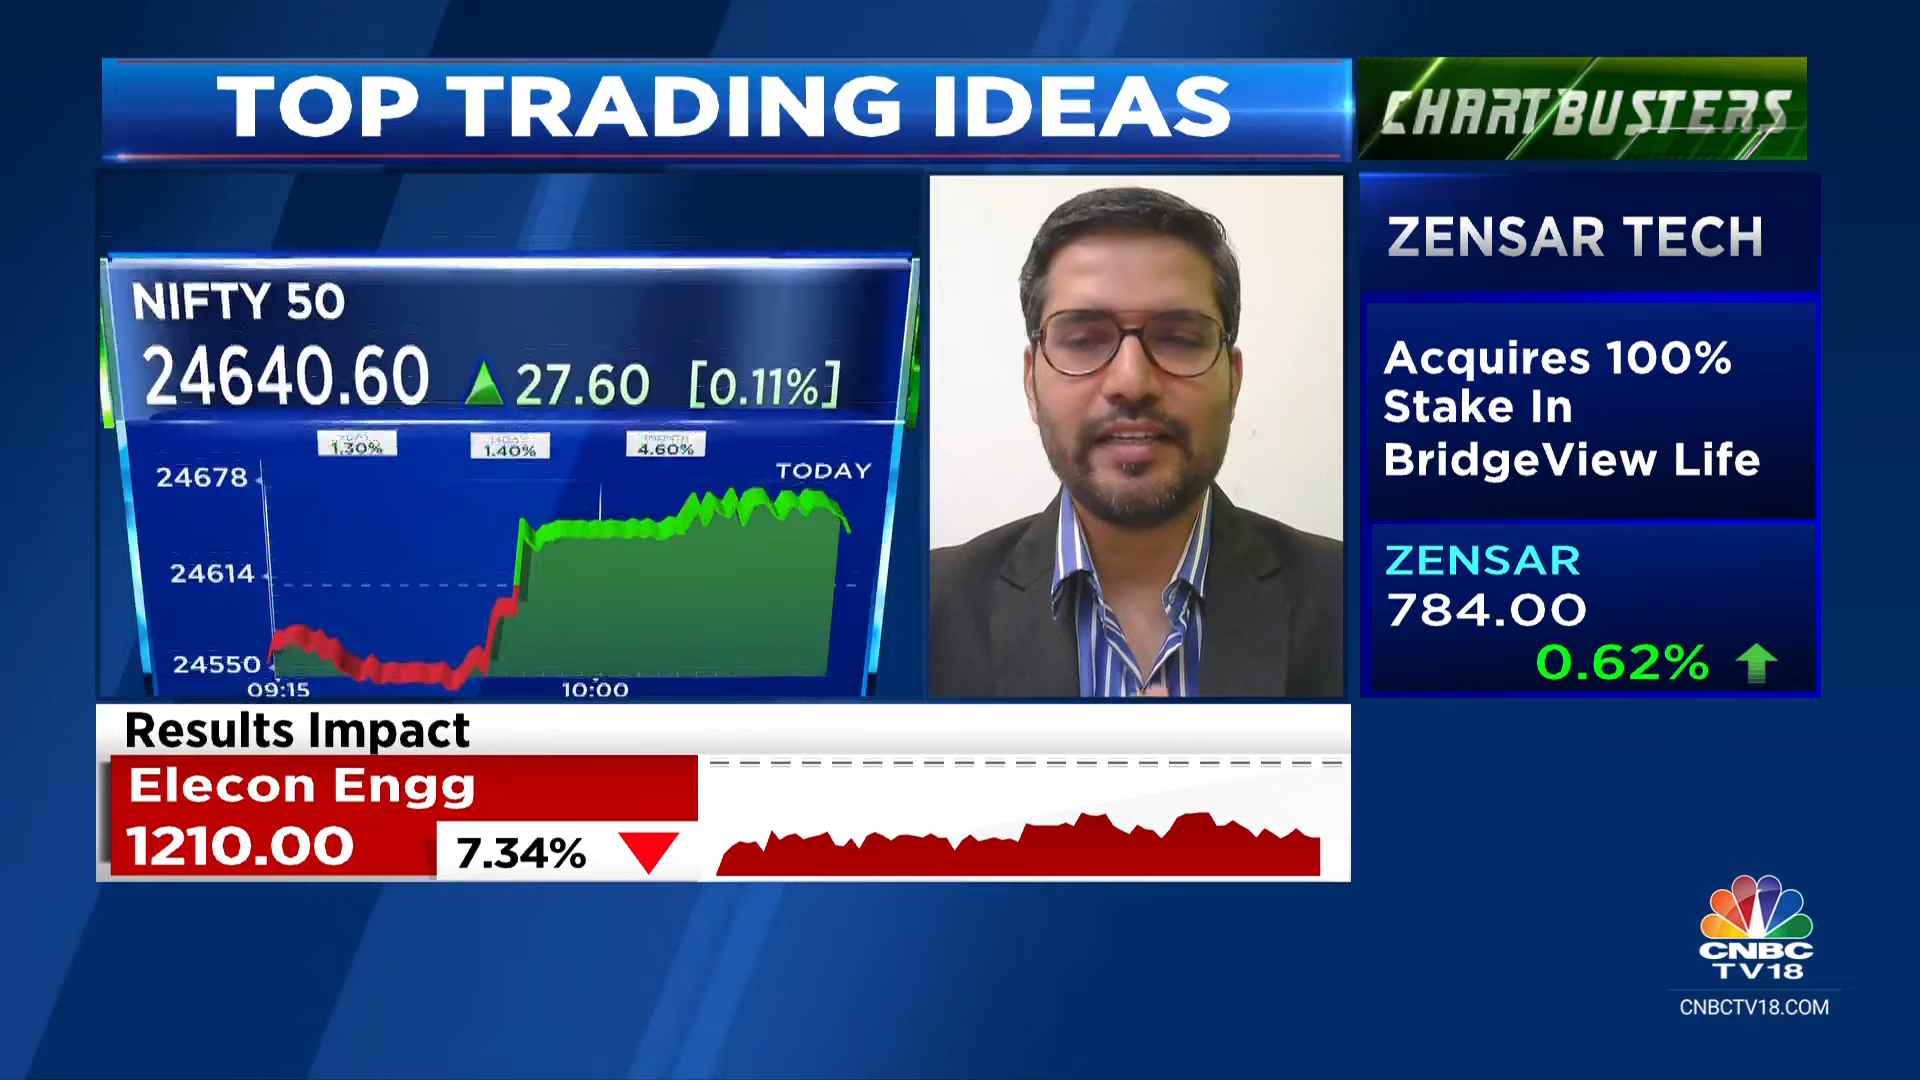 TOP TRADING IDEAS
CHARTBUSTERS
NIFTY 50
24640.60 27.60 [0.11%]
1.30% 1.40% 4.60%
TODAY
24678
24614
24550
09:15 10:00
ZENSAR TECH
Acquires 100%
Stake In
BridgeView Life
ZENSAR
784.00
0.62%
Results Impact
Elecon Engg
1210.00 7.34%
CNBC
TV18
CNBCTV18.COM